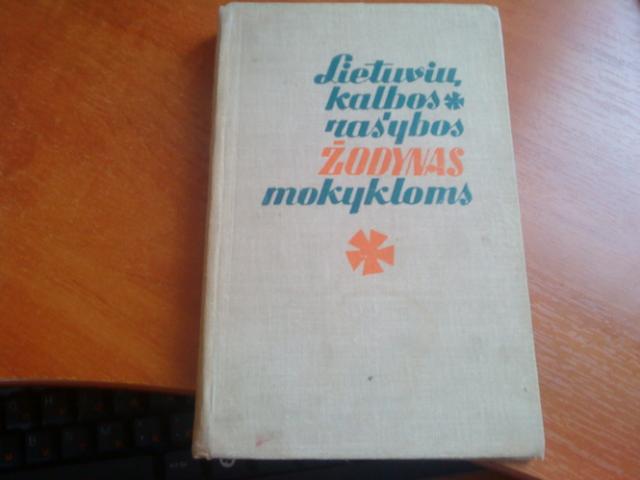 Lietuvių
kalbos
rašybos
ŽODYNAS
mokykloms